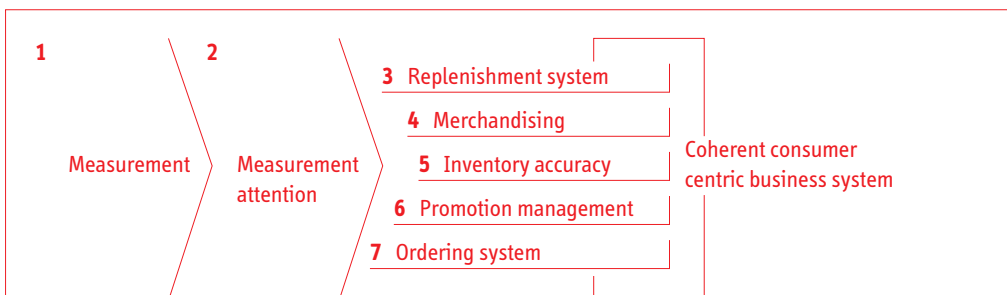 1
Measurement
2
Measurement
attention
3 Replenishment system
4 Merchandising
5 Inventory accuracy
6 Promotion management
7 Ordering system
Coherent consumer
centric business system